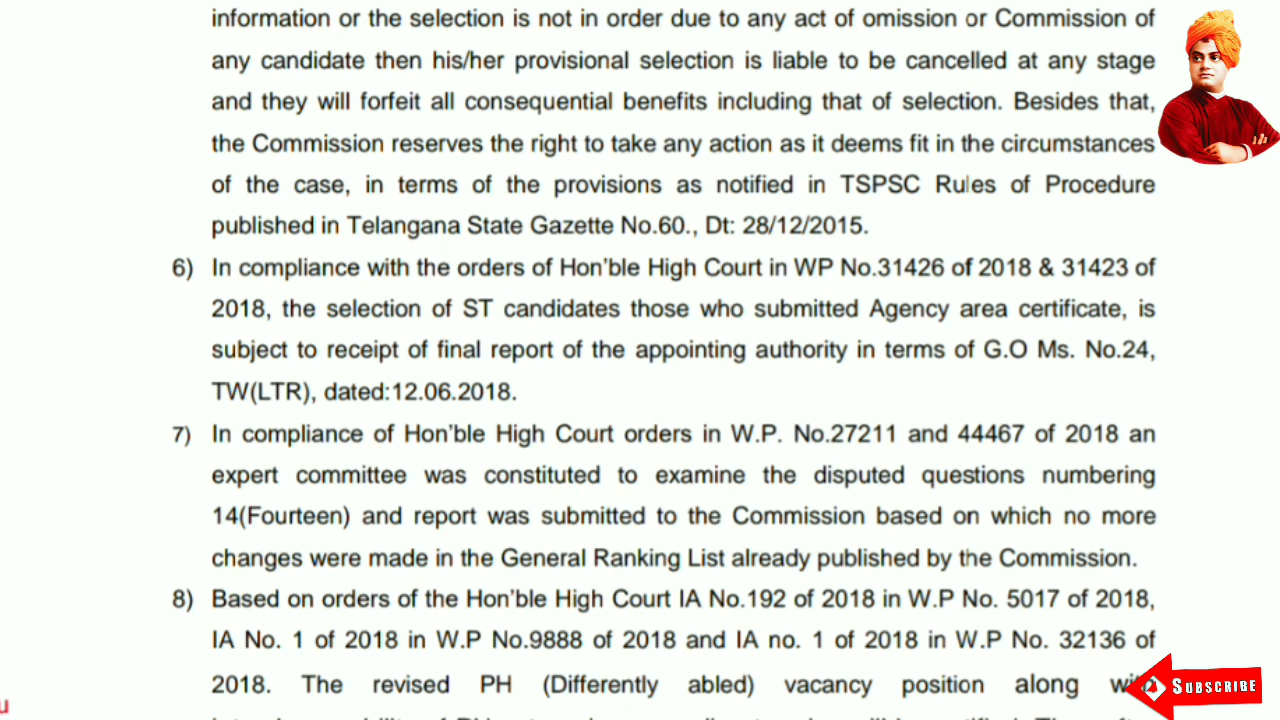 information or the selection is not in order due to any act of omission or Commission of
any candidate then his/her provisional selection is liable to be cancelled at any stage
and they will forfeit all consequential benefits including that of selection. Besides that,
the Commission reserves the right to take any action as it deems fit in the circumstances
of the case, in terms of the provisions as notified in TSPSC Rules of Procedure
published in Telangana State Gazette No.60., Dt: 28/12/2015.
6) In compliance with the orders of Hon'ble High Court in WP No.31426 of 2018 & 31423 of
2018, the selection of ST candidates those who submitted Agency area certificate, is
subject to receipt of final report of the appointing authority in terms of G.O Ms. No.24,
TW(LTR), dated:12.06.2018.
7) In compliance of Hon'ble High Court orders in W.P. No.27211 and 44467 of 2018 an
expert committee was constituted to examine the disputed questions numbering
14(Fourteen) and report was submitted to the Commission based on which no more
changes were made in the General Ranking List already published by the Commission.
8) Based on orders of the Hon'ble High Court IA No.192 of 2018 in W.P No. 5017 of 2018,
IA No. 1 of 2018 in W.P No.9888 of 2018 and IA no. 1 of 2018 in W.P No. 32136 of
2018. The revised PH (Differently abled) vacancy position along with
SUBSCRIBE
u